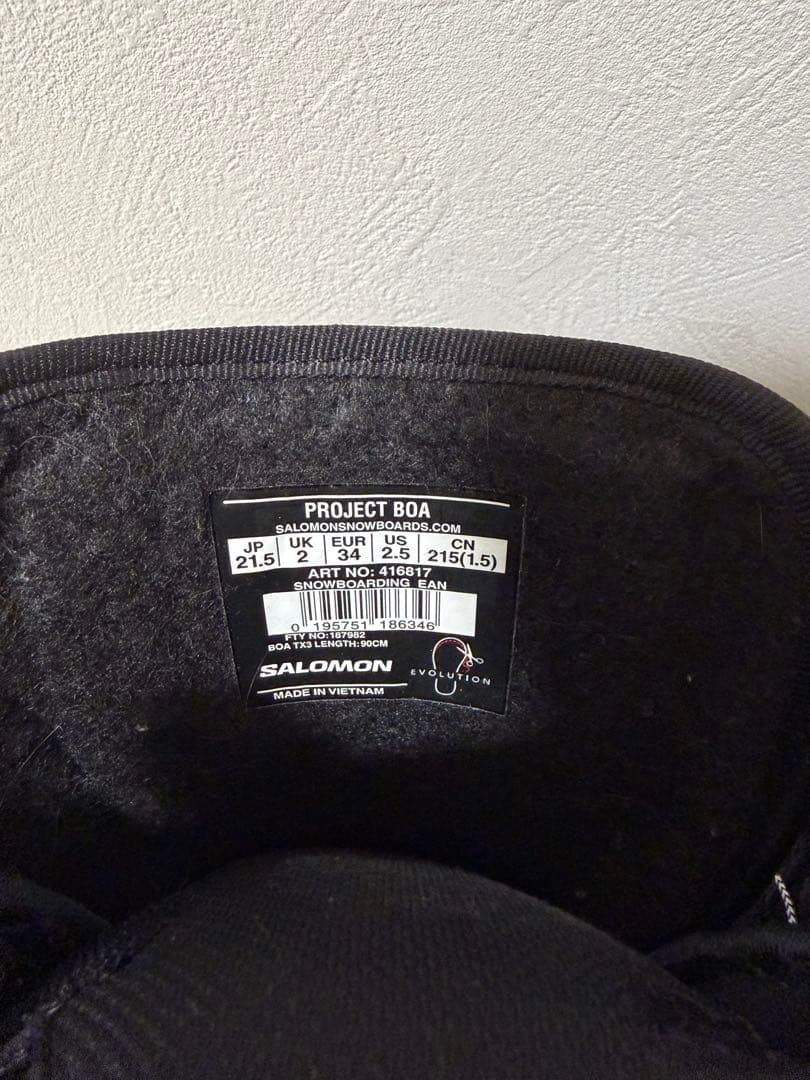 PROJECT BOA
SALOMONSNOWBOARDS.COM
JP UK EUR US CN
21.5 2 34 2.5 215(1.5)
ART NO: 416817
SNOWBOARDING EAN
0 195751 186346
FTY NO:187982
BOA TX3 LENGTH:90CM
SALOMON
EVOLUTION
MADE IN VIETNAM